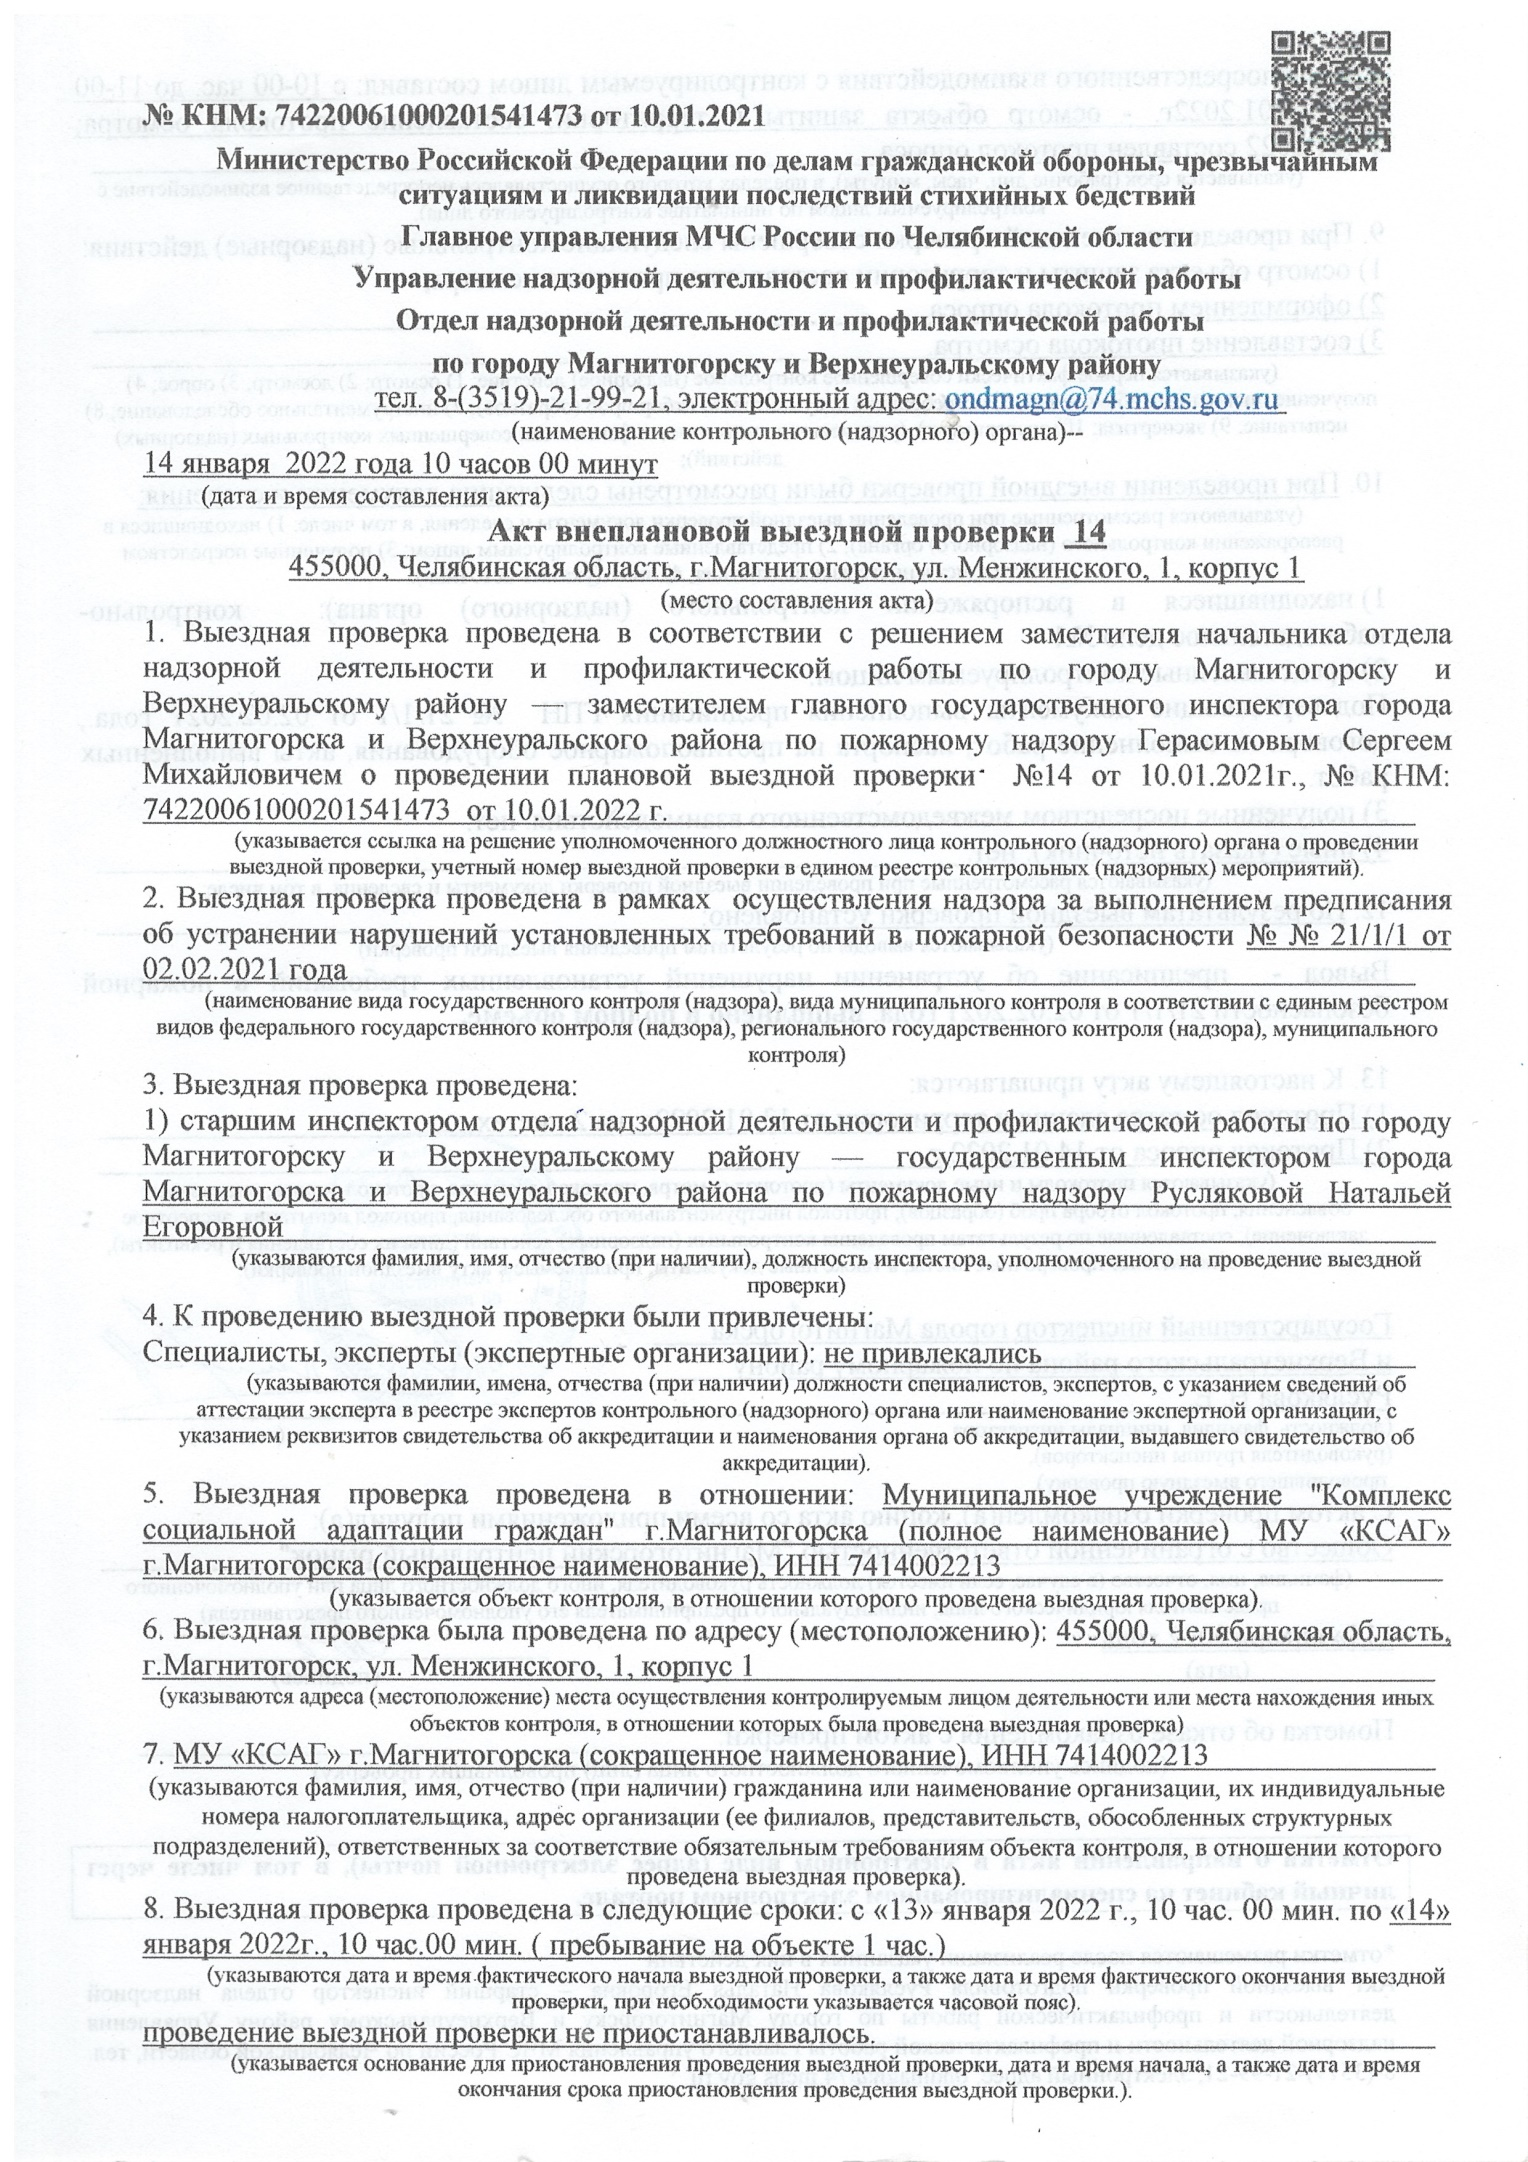 № КНМ: 74220061000201541473 от 10.01.2021
Министерство Российской Федерации по делам гражданской обороны, чрезвычайным
ситуациям и ликвидации последствий стихийных бедствий
Главное управления МЧС России по Челябинской области
Управление надзорной деятельности и профилактической работы
Отдел надзорной деятельности и профилактической работы
по городу Магнитогорску и Верхнеуральскому району
тел. 8-(3519)-21-99-21, электронный адрес: ondmagn@74.mchs.gov.ru
(наименование контрольного (надзорного) органа)--
14 января 2022 года 10 часов 00 минут
(дата и время составления акта)
Акт внеплановой выездной проверки 14
455000, Челябинская область, г.Магнитогорск, ул. Менжинского, 1, корпус 1
(место составления акта)
1. Выездная проверка проведена в соответствии с решением заместителя начальника отдела
надзорной деятельности и профилактической работы по городу Магнитогорску и
Верхнеуральскому району — заместителем главного государственного инспектора города
Магнитогорска и Верхнеуральского района по пожарному надзору Герасимовым Сергеем
Михайловичем о проведении плановой выездной проверки №14 от 10.01.2021г., № КНМ:
74220061000201541473 от 10.01.2022 г.
(указывается ссылка на решение уполномоченного должностного лица контрольного (надзорного) органа о проведении
выездной проверки, учетный номер выездной проверки в едином реестре контрольных (надзорных) мероприятий).
2. Выездная проверка проведена в рамках осуществления надзора за выполнением предписания
об устранении нарушений установленных требований в пожарной безопасности № № 21/1/1 от
02.02.2021 года
(наименование вида государственного контроля (надзора), вида муниципального контроля в соответствии с единым реестром
видов федерального государственного контроля (надзора), регионального государственного контроля (надзора), муниципального
контроля)
3. Выездная проверка проведена:
1) старшим инспектором отдела надзорной деятельности и профилактической работы по городу
Магнитогорску и Верхнеуральскому району — государственным инспектором города
Магнитогорска и Верхнеуральского района по пожарному надзору Русляковой Натальей
Егоровной
(указываются фамилия, имя, отчество (при наличии), должность инспектора, уполномоченного на проведение выездной
проверки)
4. К проведению выездной проверки были привлечены:
Специалисты, эксперты (экспертные организации): не привлекались
(указываются фамилии, имена, отчества (при наличии) должности специалистов, экспертов, с указанием сведений об
аттестации эксперта в реестре экспертов контрольного (надзорного) органа или наименование экспертной организации, с
указанием реквизитов свидетельства об аккредитации и наименования органа об аккредитации, выдавшего свидетельство об
аккредитации).
5. Выездная проверка проведена в отношении: Муниципальное учреждение "Комплекс
социальной адаптации граждан" г.Магнитогорска (полное наименование) МУ «КСАГ»
г.Магнитогорска (сокращенное наименование), ИНН 7414002213
(указывается объект контроля, в отношении которого проведена выездная проверка).
6. Выездная проверка была проведена по адресу (местоположению): 455000, Челябинская область,
г.Магнитогорск, ул. Менжинского, 1, корпус 1
(указываются адреса (местоположение) места осуществления контролируемым лицом деятельности или места нахождения иных
объектов контроля, в отношении которых была проведена выездная проверка)
7. МУ «КСАГ» г.Магнитогорска (сокращенное наименование), ИНН 7414002213
(указываются фамилия, имя, отчество (при наличии) гражданина или наименование организации, их индивидуальные
номера налогоплательщика, адрес организации (ее филиалов, представительств, обособленных структурных
подразделений), ответственных за соответствие обязательным требованиям объекта контроля, в отношении которого
проведена выездная проверка).
8. Выездная проверка проведена в следующие сроки: с «13» января 2022 г., 10 час. 00 мин. по «14»
января 2022г., 10 час.00 мин. ( пребывание на объекте 1 час.)
(указываются дата и время фактического начала выездной проверки, а также дата и время фактического окончания выездной
проверки, при необходимости указывается часовой пояс).
проведение выездной проверки не приостанавливалось.
(указывается основание для приостановления проведения выездной проверки, дата и время начала, а также дата и время
окончания срока приостановления проведения выездной проверки.).